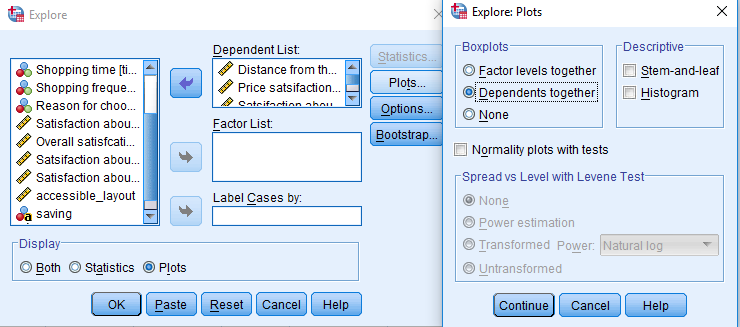 Explore
Dependent List:
Shopping time [ti...
Shopping freque...
Reason for choo...
Satisfaction abou...
Overall satisfcati...
Satsifaction abou...
Satisfaction abou...
accessible_layout
saving
Distance from th...
Price satsifaction...
Satsifaction abou...
Factor List:
Label Cases by:
Statistics...
Plots...
Options...
Bootstrap...
Display
Both
Statistics
Plots
OK
Paste
Reset
Cancel
Help
Explore: Plots
Boxplots
Factor levels together
Dependents together
None
Descriptive
Stem-and-leaf
Histogram
Normality plots with tests
Spread vs Level with Levene Test
None
Power estimation
Transformed Power: Natural log
Untransformed
Continue
Cancel
Help